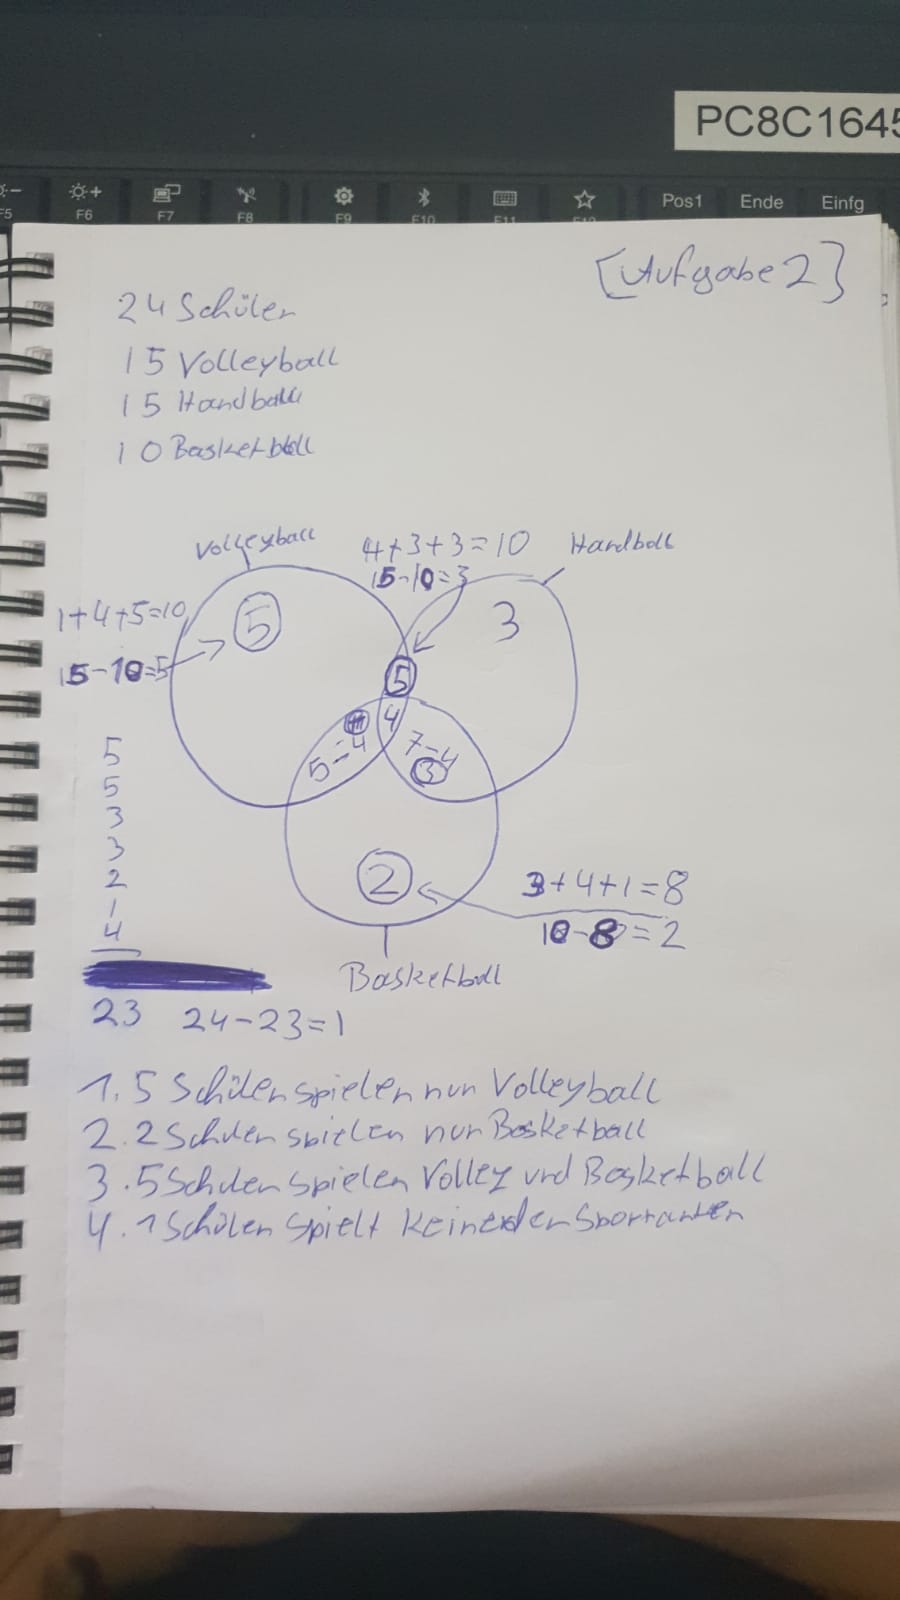 PC8C1645
F5
F6
F7
F8
F9
F10
F11
Pos1
Ende
Einfg
[Aufgabe 2]
24 Schüler
15 Volleyball
15 Handball
10 Basketball
Volleyball
4+3+3=10
Handball
15-10=3
1+4+5=10
15-10=5
5
3
5
4
5-4
7-4
3
2
3+4+1=8
10-8=2
Basketball
5
5
3
3
2
1
4
23 24-23=1
1. 5 Schüler spielen nur Volleyball
2. 2 Schüler spielen nur Basketball
3. 5 Schüler spielen Volley und Basketball
4. 1 Schüler spielt keine der Sportarten